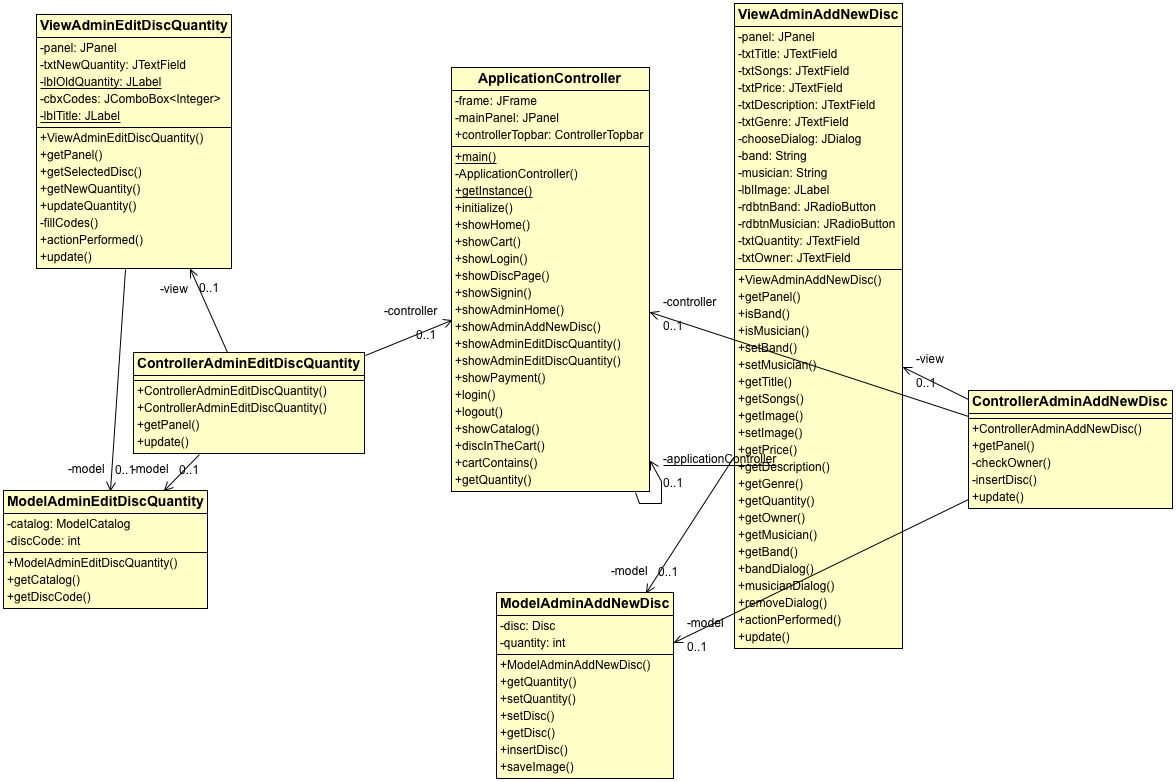 ViewAdminEditDiscQuantity
-panel: JPanel
-txtNewQuantity: JTextField
-lblOldQuantity: JLabel
-cbxCodes: JComboBox<Integer>
-lblTitle: JLabel
+ViewAdminEditDiscQuantity()
+getPanel()
+getSelectedDisc()
+getNewQuantity()
+updateQuantity()
-fillCodes()
+actionPerformed()
+update()
-view
0..1
ControllerAdminEditDiscQuantity
+ControllerAdminEditDiscQuantity()
+ControllerAdminEditDiscQuantity()
+getPanel()
+update()
-model
0..1
-model
0..1
ModelAdminEditDiscQuantity
-catalog: ModelCatalog
-discCode: int
+ModelAdminEditDiscQuantity()
+getCatalog()
+getDiscCode()
-controller
0..1
ApplicationController
-frame: JFrame
-mainPanel: JPanel
+controllerTopbar: ControllerTopbar
+main()
-ApplicationController()
+getInstance()
+initialize()
+showHome()
+showCart()
+showLogin()
+showDiscPage()
+showSignin()
+showAdminHome()
+showAdminAddNewDisc()
+showAdminEditDiscQuantity()
+showAdminEditDiscQuantity()
+showPayment()
+login()
+logout()
+showCatalog()
+discInTheCart()
+cartContains()
+getQuantity()
-controller
0..1
-applicationController
0..1
-model
0..1
ModelAdminAddNewDisc
-disc: Disc
-quantity: int
+ModelAdminAddNewDisc()
+getQuantity()
+setQuantity()
+setDisc()
+getDisc()
+insertDisc()
+saveImage()
-model
0..1
ViewAdminAddNewDisc
-panel: JPanel
-txtTitle: JTextField
-txtSongs: JTextField
-txtPrice: JTextField
-txtDescription: JTextField
-txtGenre: JTextField
-chooseDialog: JDialog
-band: String
-musician: String
-lblImage: JLabel
-rdbtnBand: JRadioButton
-rdbtnMusician: JRadioButton
-txtQuantity: JTextField
-txtOwner: JTextField
+ViewAdminAddNewDisc()
+getPanel()
+isBand()
+isMusician()
+setBand()
+setMusician()
+getTitle()
+getSongs()
+getImage()
+setImage()
+getPrice()
+getDescription()
+getGenre()
+getQuantity()
+getOwner()
+getMusician()
+getBand()
+bandDialog()
+musicianDialog()
+removeDialog()
+actionPerformed()
+update()
-view
0..1
ControllerAdminAddNewDisc
+ControllerAdminAddNewDisc()
+getPanel()
-checkOwner()
-insertDisc()
+update()